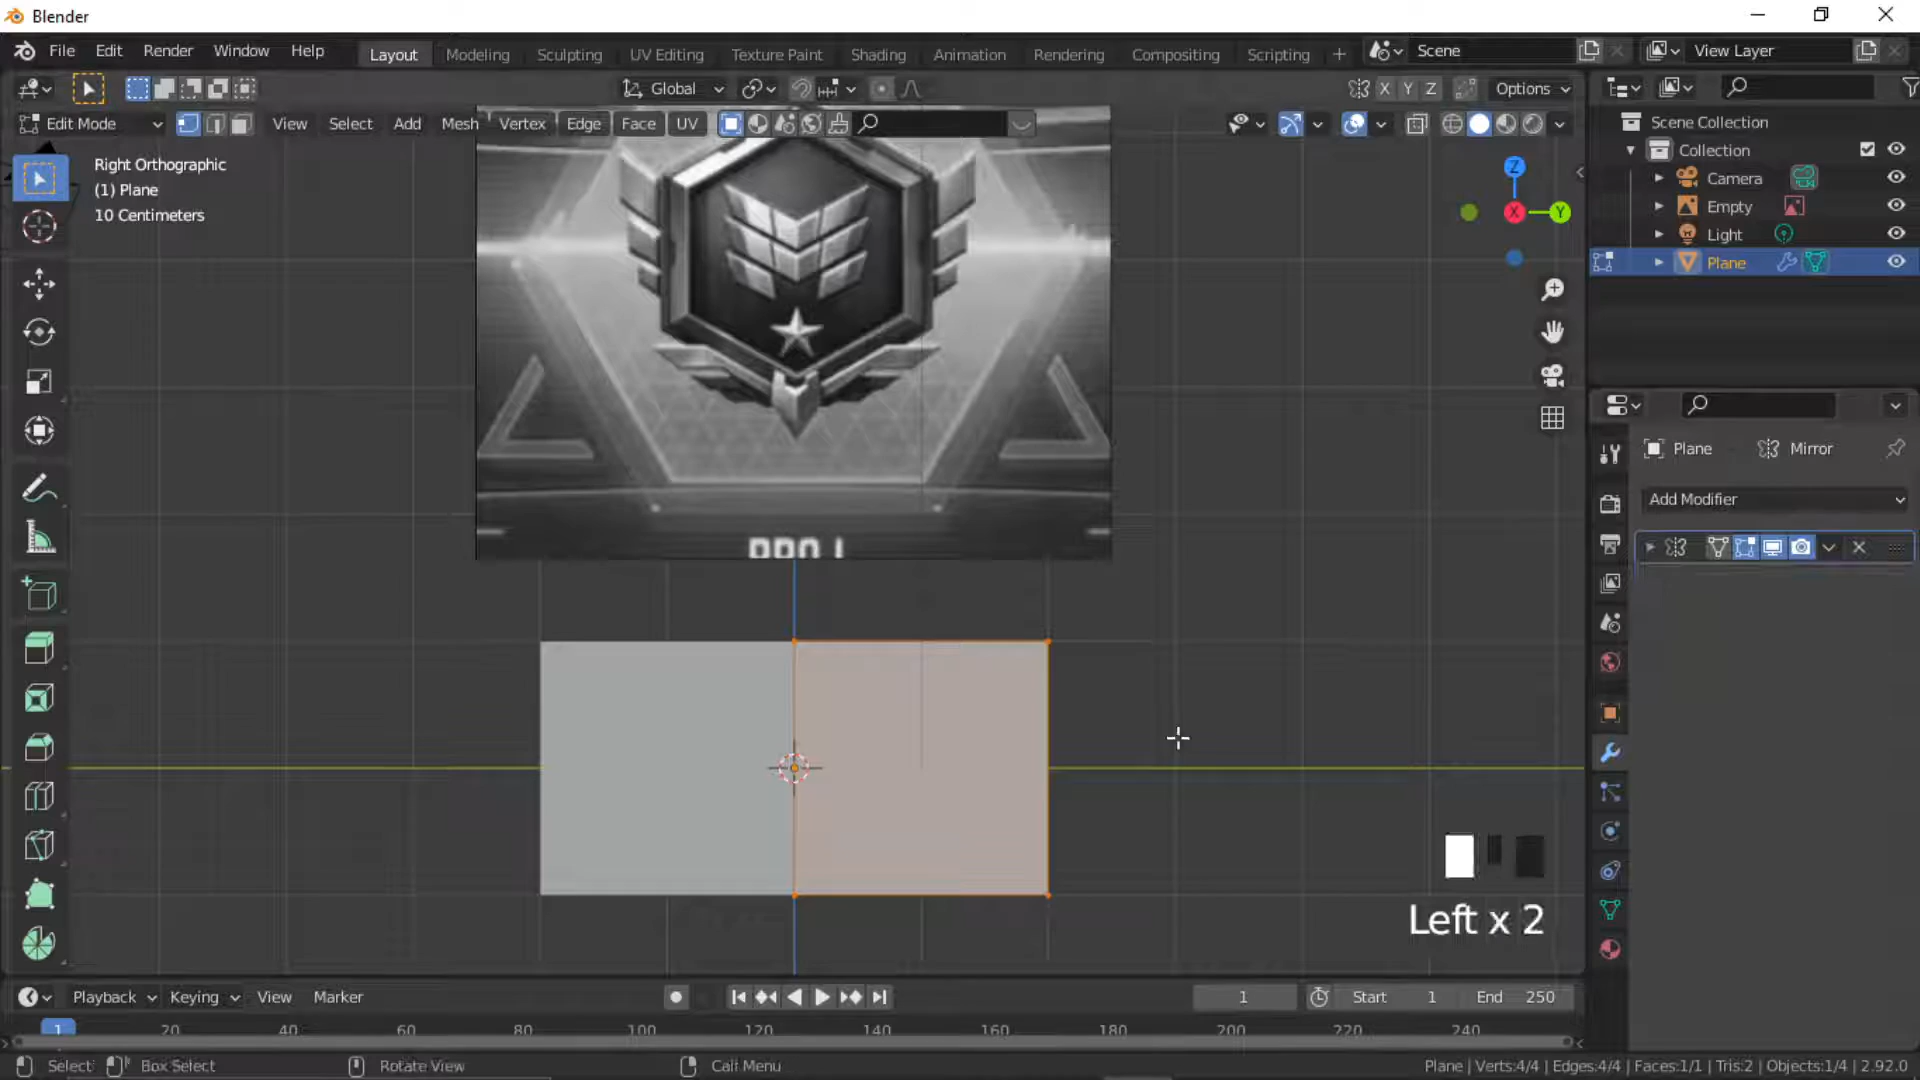 Blender
File Edit Render Window Help Layout Modeling Sculpting UV Editing Texture Paint Shading Animation Rendering Compositing Scripting + Scene View Layer
Global X Y Z Options
Edit Mode View Select Add Mesh Vertex Edge Face UV
Right Orthographic
(1) Plane
10 Centimeters
Z
X
Y
Scene Collection
Collection
Camera
Empty
Light
Plane
Plane Mirror
Add Modifier
Left x 2
Playback Keying View Marker 1 Start 1 End 250
1 20 40 60 80 100 120 140 160 180 200 220 240
Select Box Select Rotate View Call Menu Plane | Verts:4/4 | Edges:4/4 | Faces:1/1 | Tris:2 | Objects:1/4 | 2.92.0